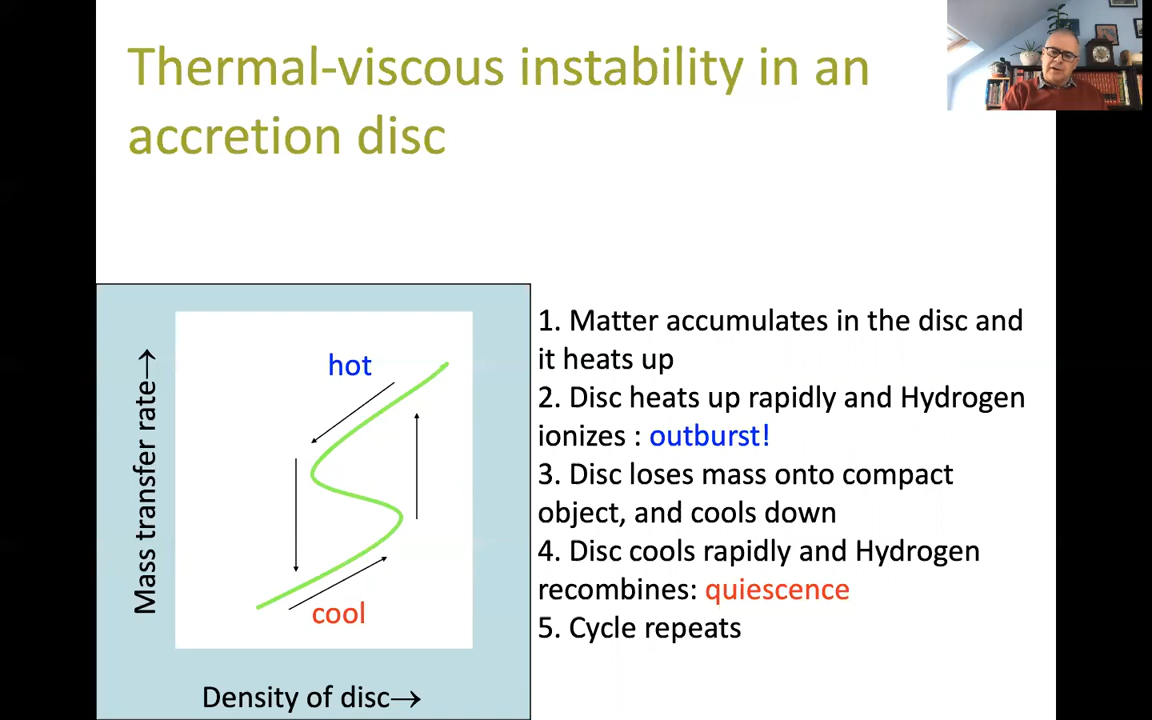 Thermal-viscous instability in an
accretion disc
hot
cool
Mass transfer rate→
Density of disc→
1. Matter accumulates in the disc and
it heats up
2. Disc heats up rapidly and Hydrogen
ionizes : outburst!
3. Disc loses mass onto compact
object, and cools down
4. Disc cools rapidly and Hydrogen
recombines: quiescence
5. Cycle repeats